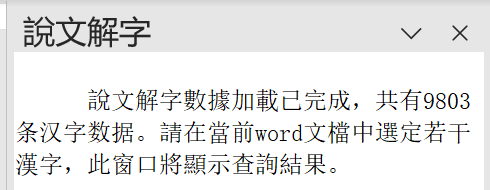 說文解字
說文解字數據加載已完成，共有9803
条汉字数据。請在當前word文檔中選定若干
漢字，此窗口將顯示查詢結果。